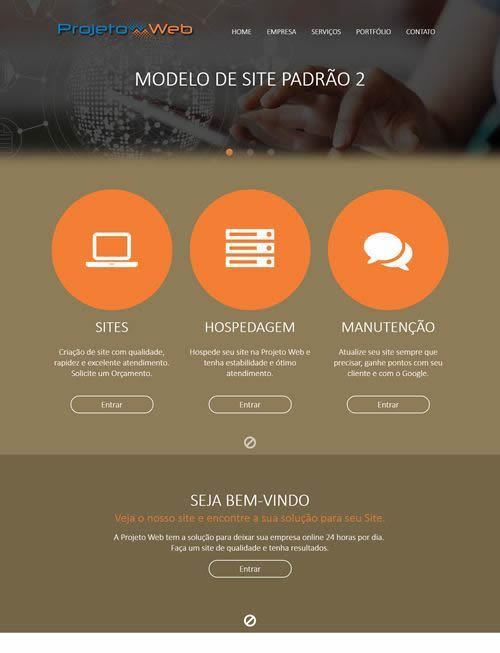 Projeto Web
HOME EMPRESA SERVIÇOS PORTFÓLIO CONTATO
MODELO DE SITE PADRÃO 2
SITES
Criação de site com qualidade,
rapidez e excelente atendimento.
Solicite um Orçamento.
Entrar
HOSPEDAGEM
Hospede seu site na Projeto Web e
tenha estabilidade e ótimo
atendimento.
Entrar
MANUTENÇÃO
Atualize seu site sempre que
precisar, ganhe pontos com seu
cliente e com o Google.
Entrar
SEJA BEM-VINDO
Veja o nosso site e encontre a sua solução para seu Site.
A Projeto Web tem a solução para deixar sua empresa online 24 horas por dia.
Faça um site de qualidade e tenha resultados.
Entrar